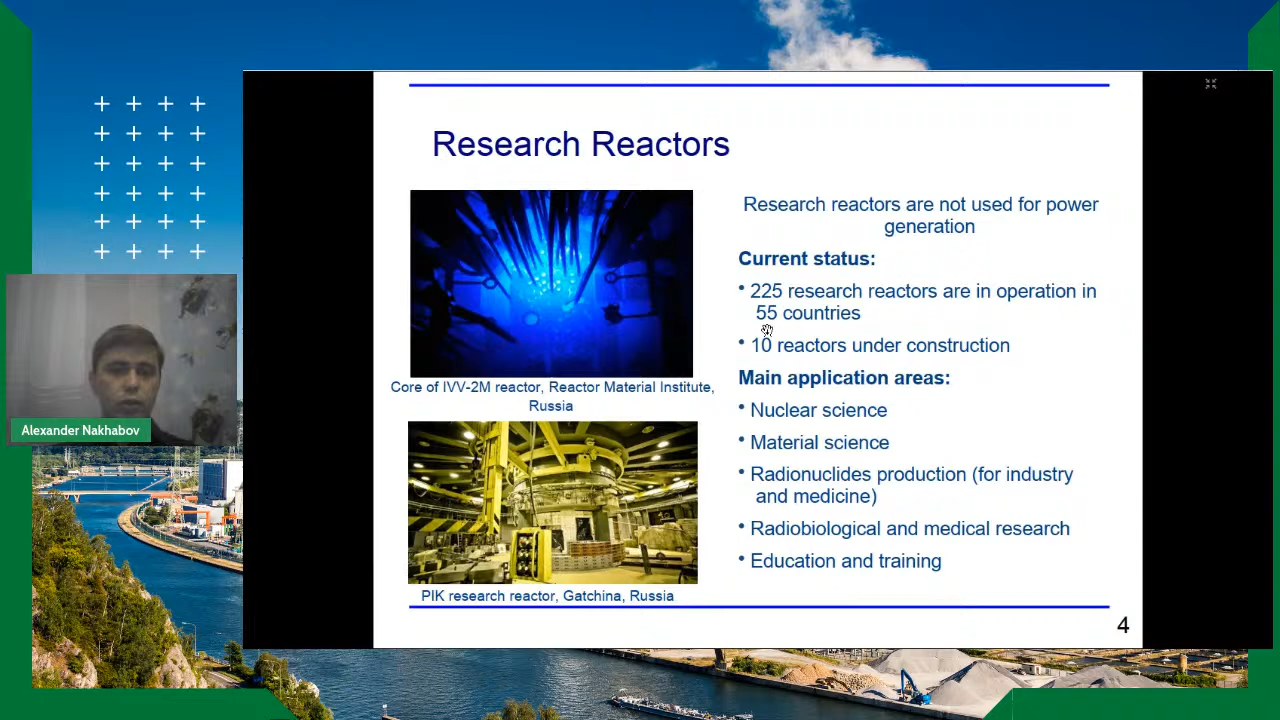 Research Reactors
Core of IVV-2M reactor, Reactor Material Institute,
Russia
PIK research reactor, Gatchina, Russia
Research reactors are not used for power
generation
Current status:
• 225 research reactors are in operation in
55 countries
• 10 reactors under construction
Main application areas:
• Nuclear science
• Material science
• Radionuclides production (for industry
and medicine)
• Radiobiological and medical research
• Education and training
4
Alexander Nakhabov